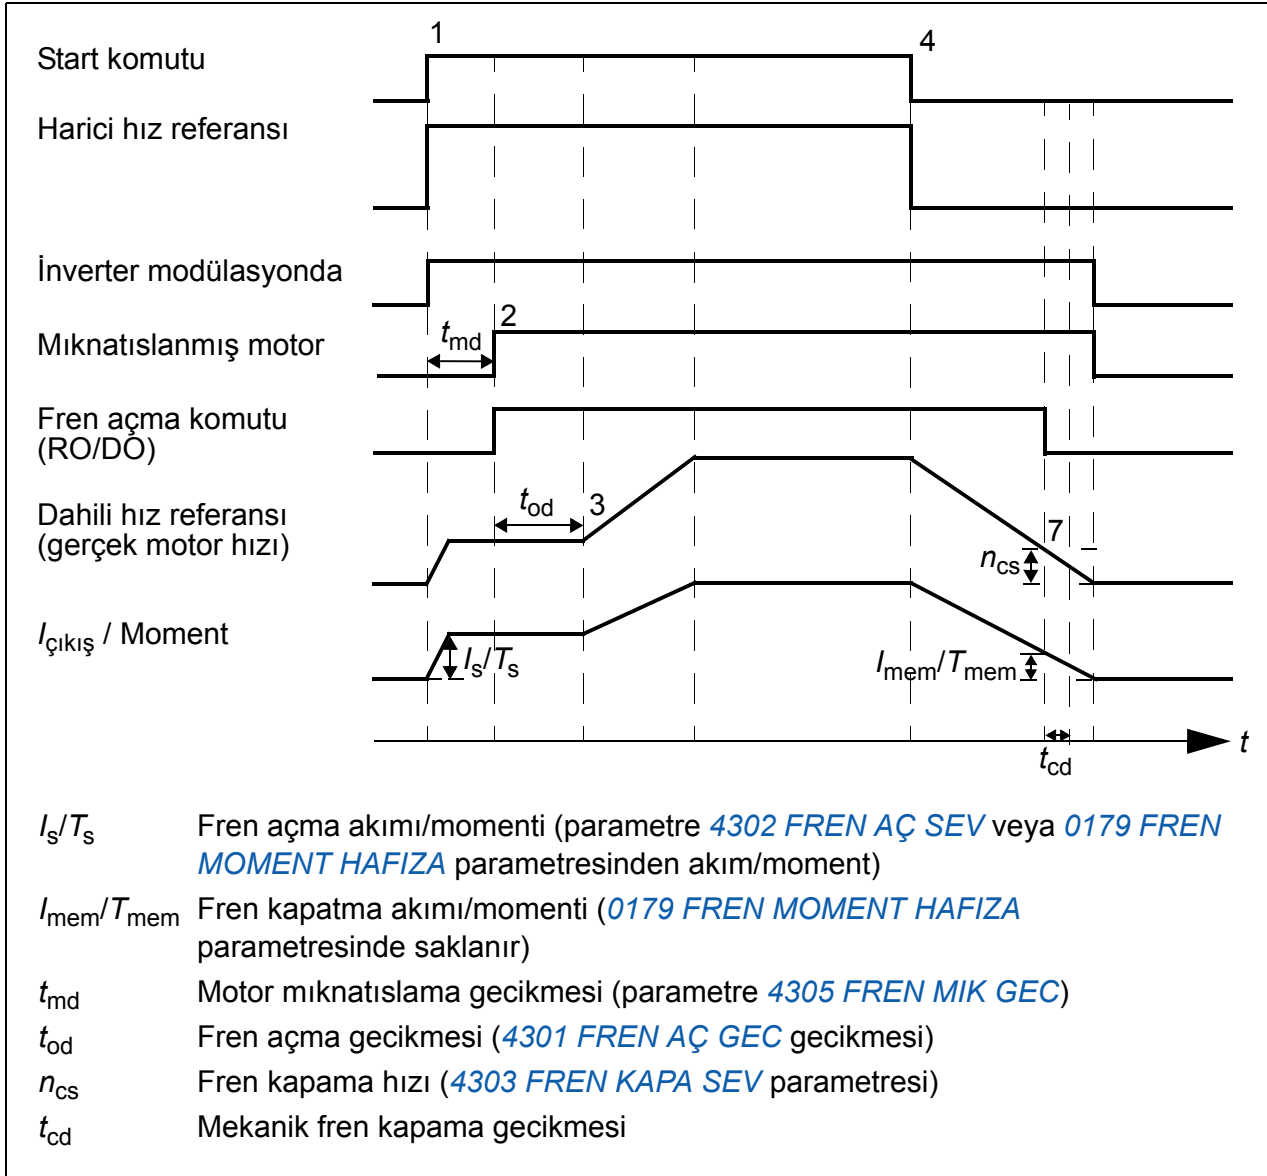 1
4
Start komutu
Harici hız referansı
İnverter modülasyonda
2
tmd
Mıknatıslanmış motor
Fren açma komutu
(RO/DO)
tod
3
Dahili hız referansı
(gerçek motor hızı)
7
ncs
Içıkış / Moment
Is/Ts
Imem/Tmem
t
tcd
Is/Ts Fren açma akımı/momenti (parametre 4302 FREN AÇ SEV veya 0179 FREN
MOMENT HAFIZA parametresinden akım/moment)
Imem/Tmem Fren kapatma akımı/momenti (0179 FREN MOMENT HAFIZA
parametresinde saklanır)
tmd Motor mıknatıslama gecikmesi (parametre 4305 FREN MIK GEC)
tod Fren açma gecikmesi (4301 FREN AÇ GEC gecikmesi)
ncs Fren kapama hızı (4303 FREN KAPA SEV parametresi)
tcd Mekanik fren kapama gecikmesi